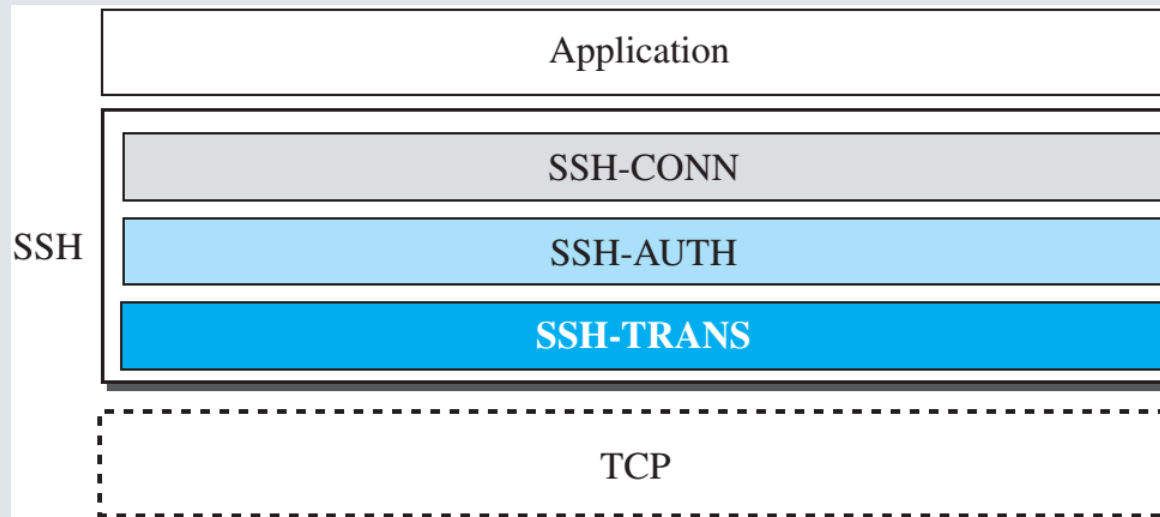 Application
SSH-CONN
SSH
SSH-AUTH
SSH-TRANS
TCP